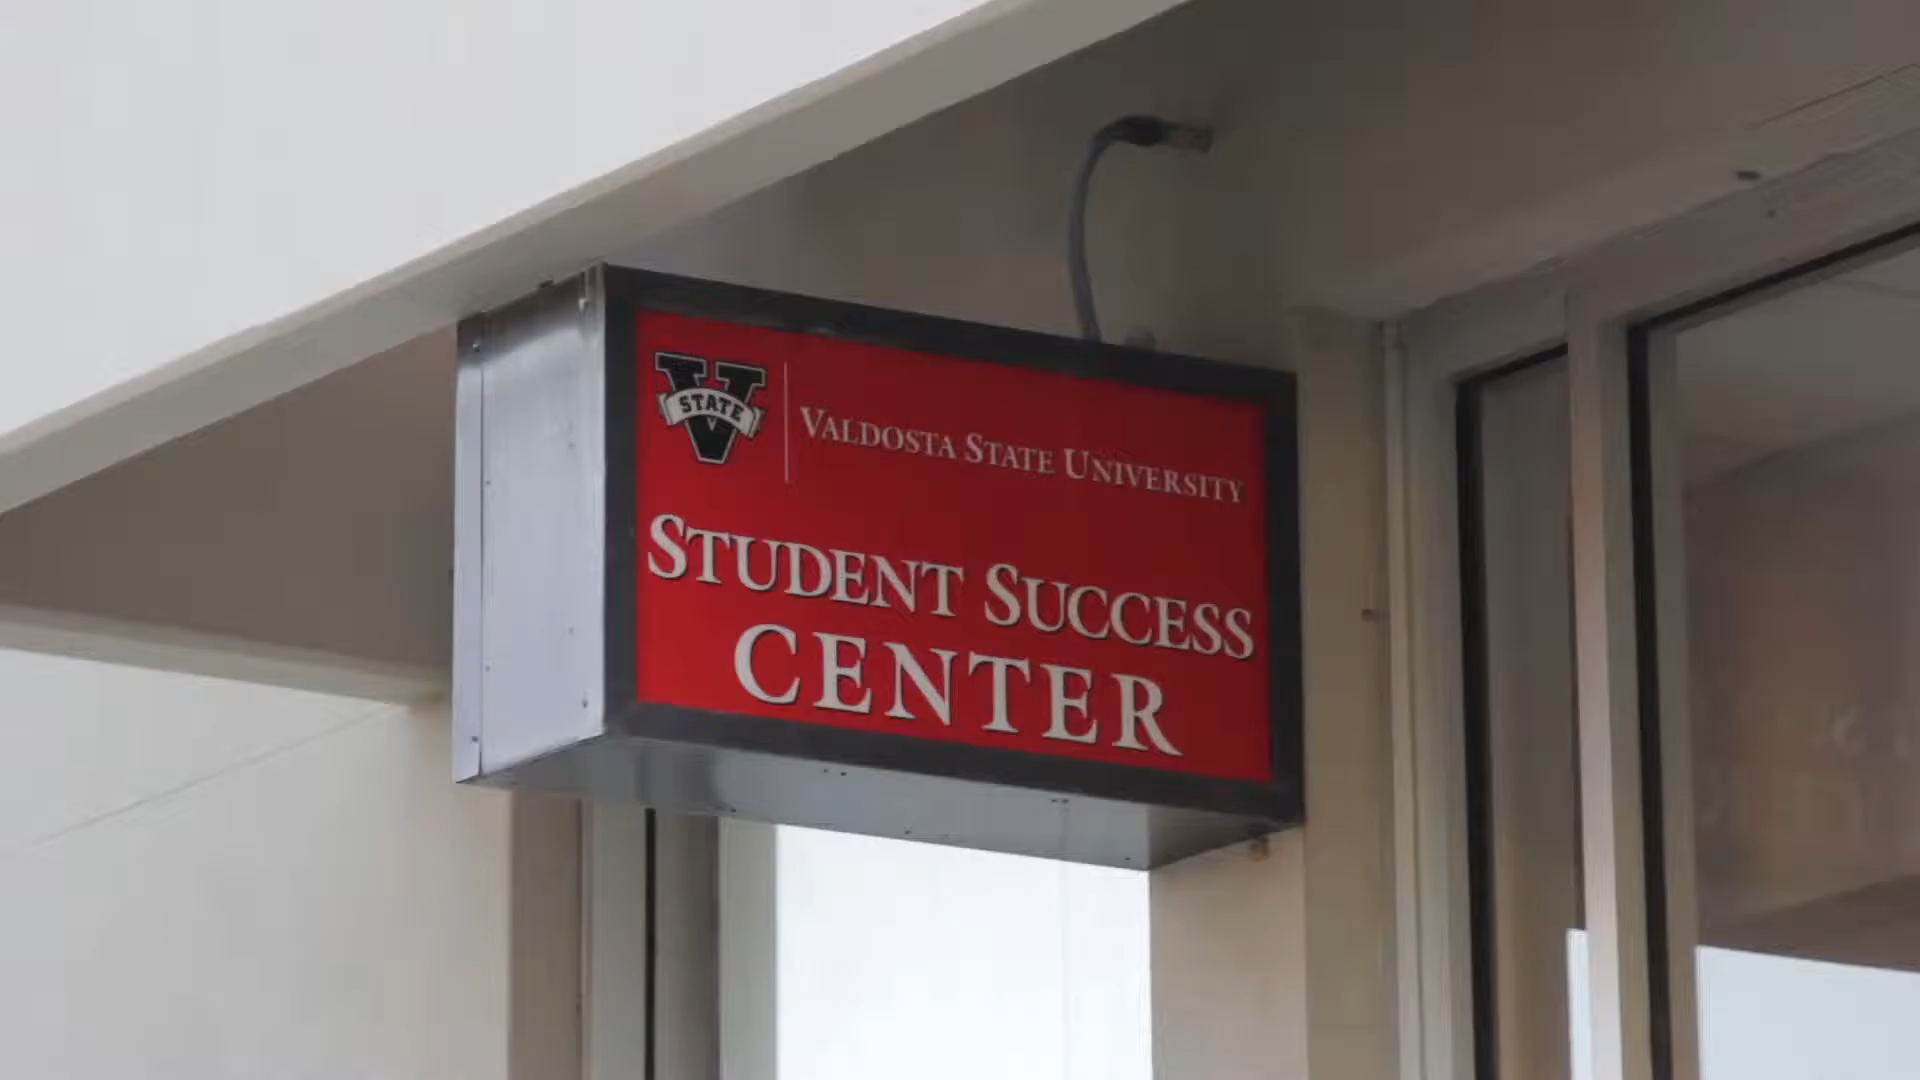 STATE
V
VALDOSTA STATE UNIVERSITY
STUDENT SUCCESS
CENTER